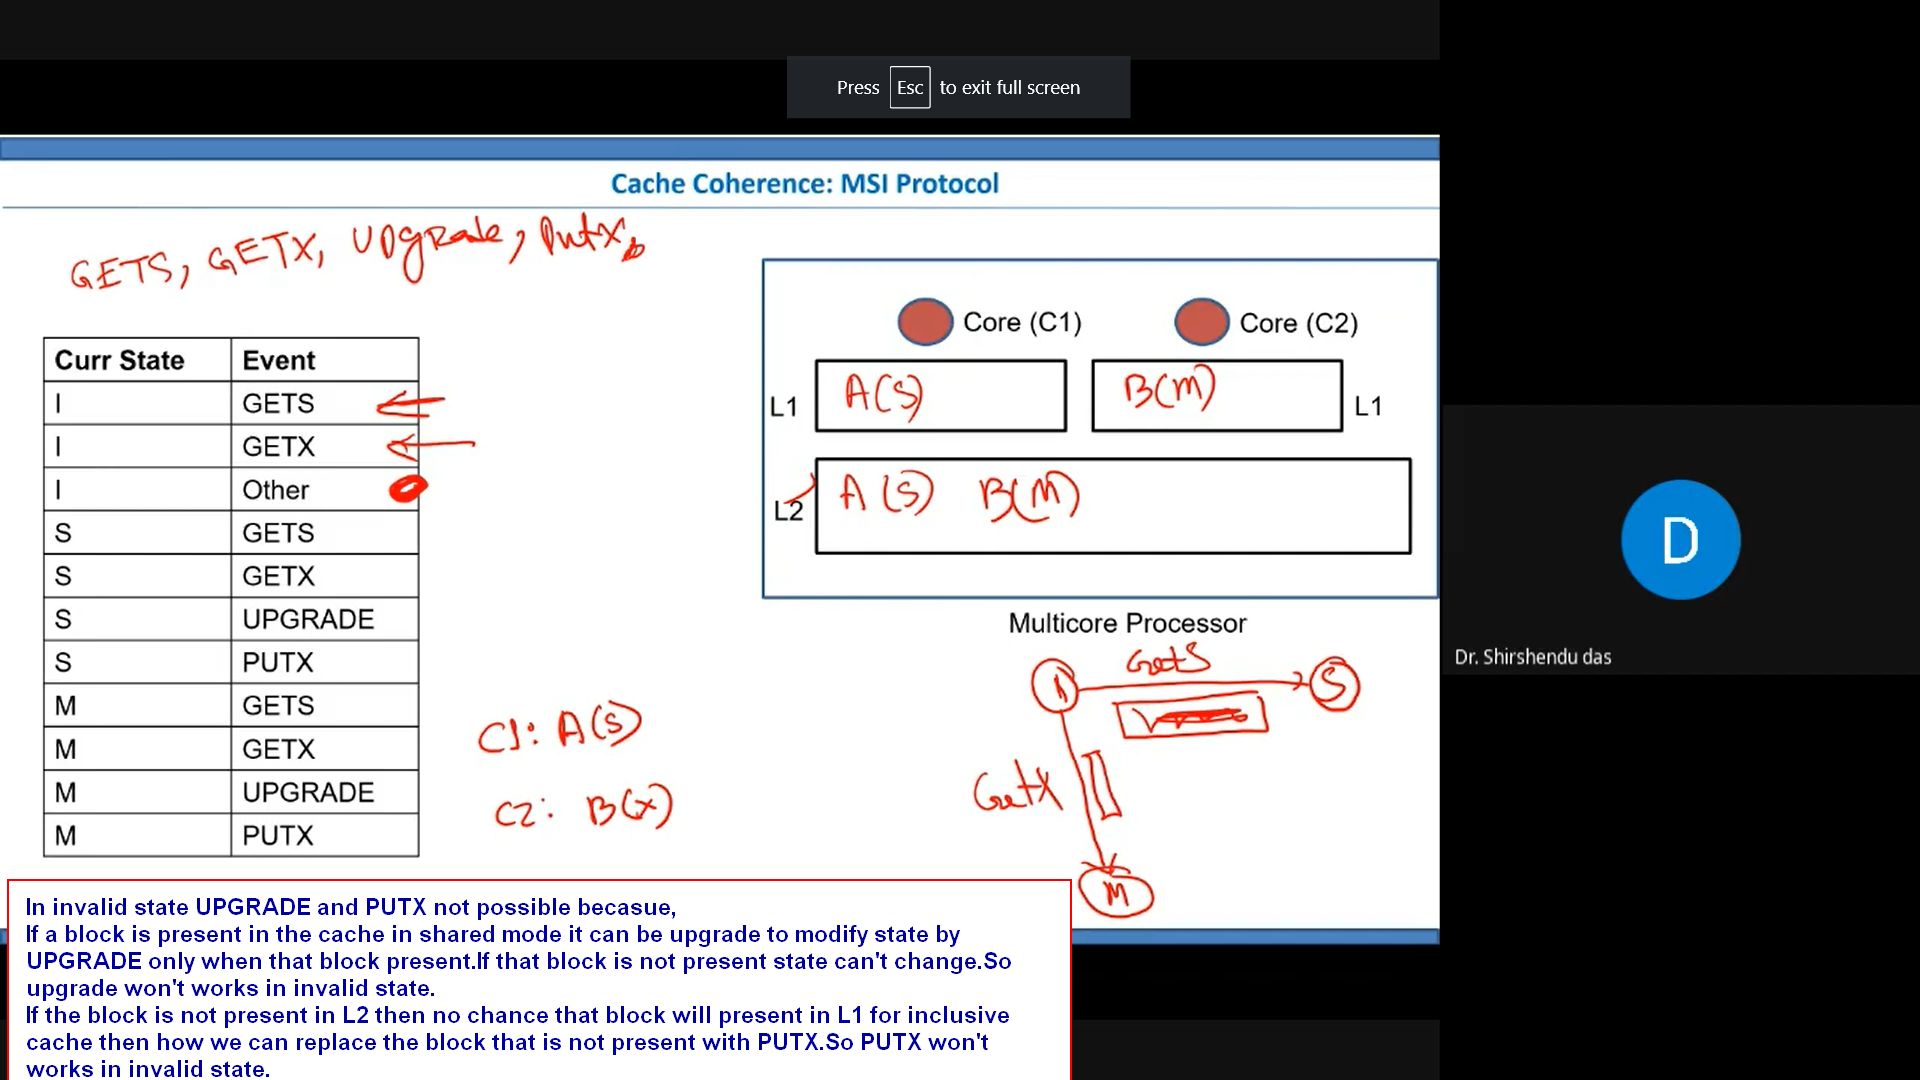 Press Esc to exit full screen
Cache Coherence: MSI Protocol
GETS, GETX, Upgrade, Putx
Curr State Event
I GETS
I GETX
I Other
S GETS
S GETX
S UPGRADE
S PUTX
M GETS
M GETX
M UPGRADE
M PUTX
C1: A(S)
C2: B(x)
Core (C1) Core (C2)
L1 A(S) B(M) L1
L2 A(S) B(M)
Multicore Processor
GetS
S
GetX
M
D
Dr. Shirshendu das
In invalid state UPGRADE and PUTX not possible becasue,
If a block is present in the cache in shared mode it can be upgrade to modify state by
UPGRADE only when that block present.If that block is not present state can't change.So
upgrade won't works in invalid state.
If the block is not present in L2 then no chance that block will present in L1 for inclusive
cache then how we can replace the block that is not present with PUTX.So PUTX won't
works in invalid state.